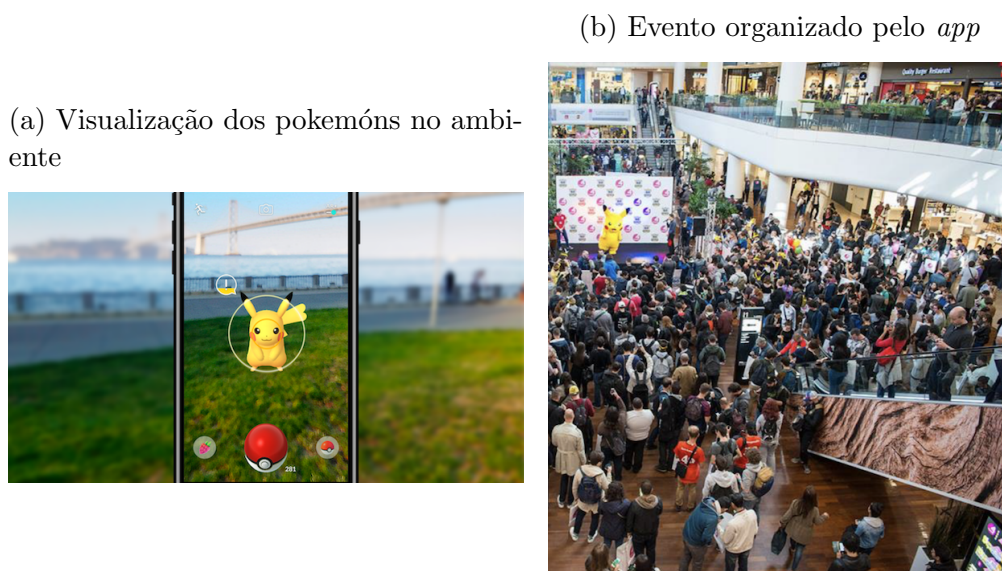 (b) Evento organizado pelo app
(a) Visualização dos pokemóns no ambi-
ente
Quality Burger Restaurant
281